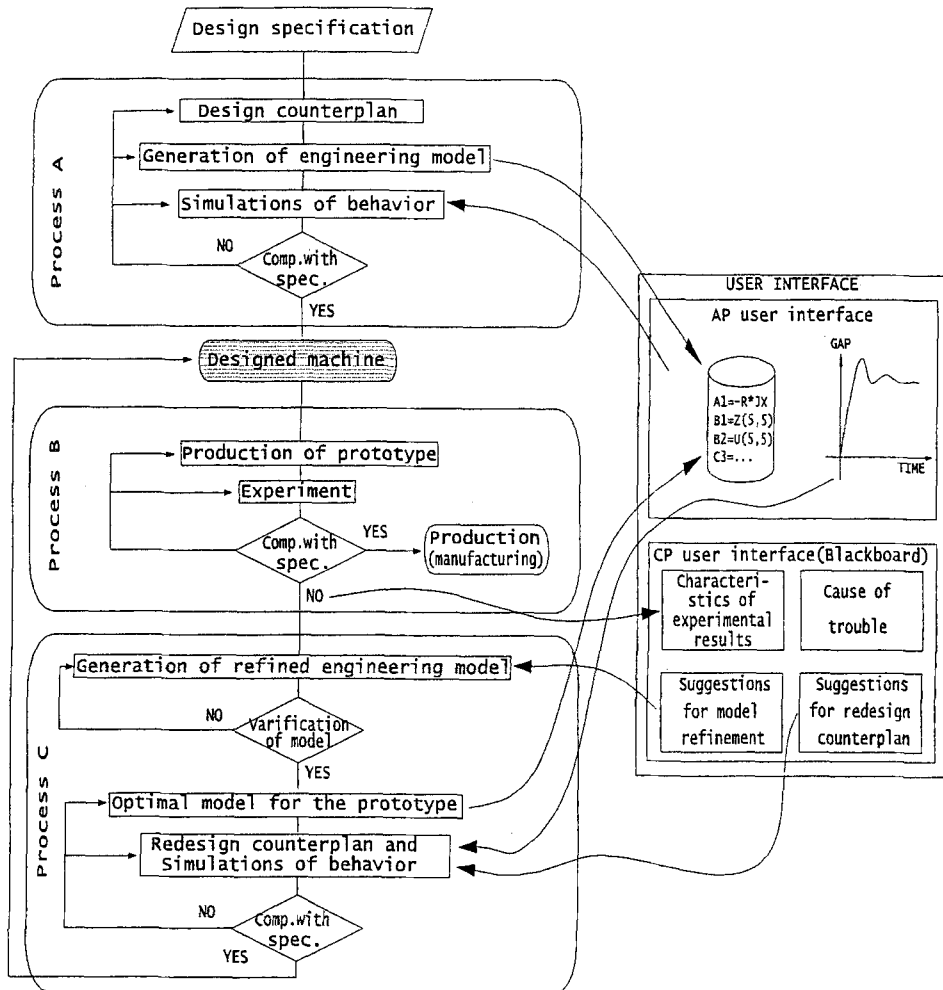 Design specification
Process A
Design counterplan
Generation of engineering model
Simulations of behavior
NO
Comp.with
spec.
YES
Designed machine
Process B
Production of prototype
Experiment
Comp.with
spec.
YES
Production
(manufacturing)
NO
Process C
Generation of refined engineering model
NO
Varification
of model
YES
Optimal model for the prototype
Redesign counterplan and
Simulations of behavior
NO
Comp.with
spec.
YES
USER INTERFACE
AP user interface
GAP
A1=-R*JX
B1=Z(5,5)
B2=U(5,5)
C3=...
TIME
CP user interface(Blackboard)
Characteri-
stics of
experimental
results
Cause of
trouble
Suggestions
for model
refinement
Suggestions
for redesign
counterplan